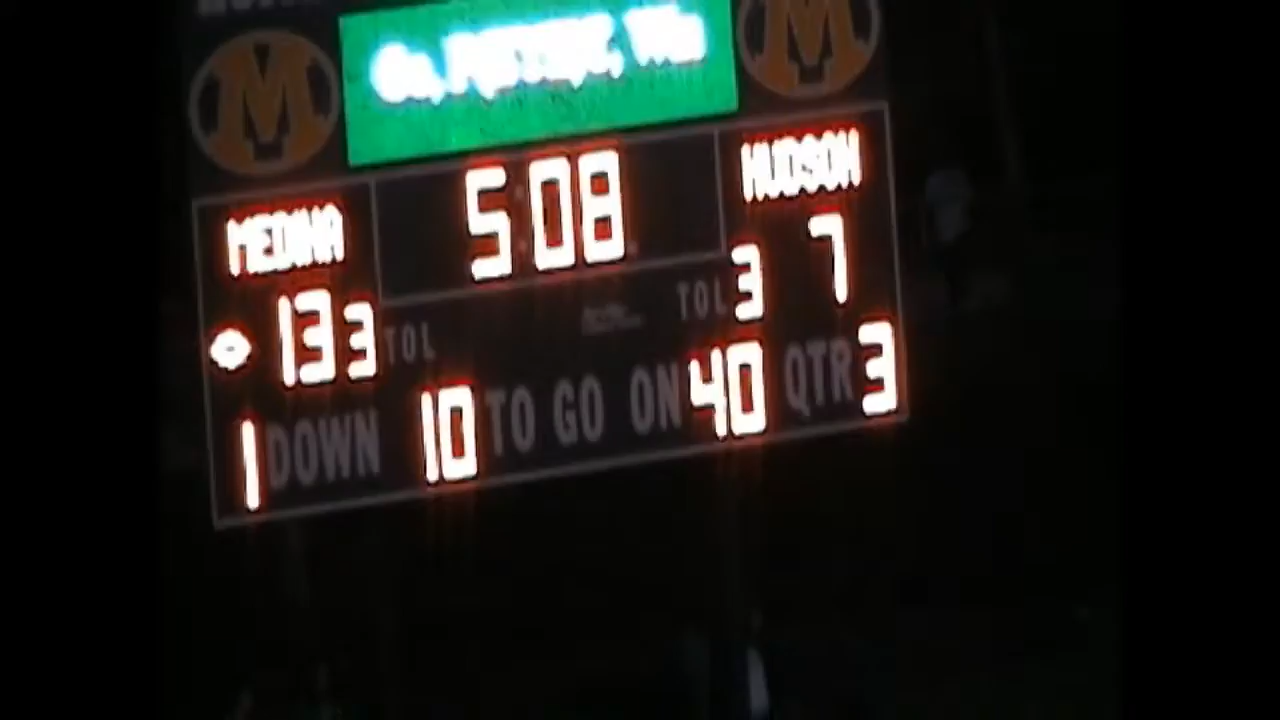 M M
5:08
MEDINA HUDSON
13 3 TOL TOL 3 7
1 DOWN 10 TO GO ON 40 QTR 3